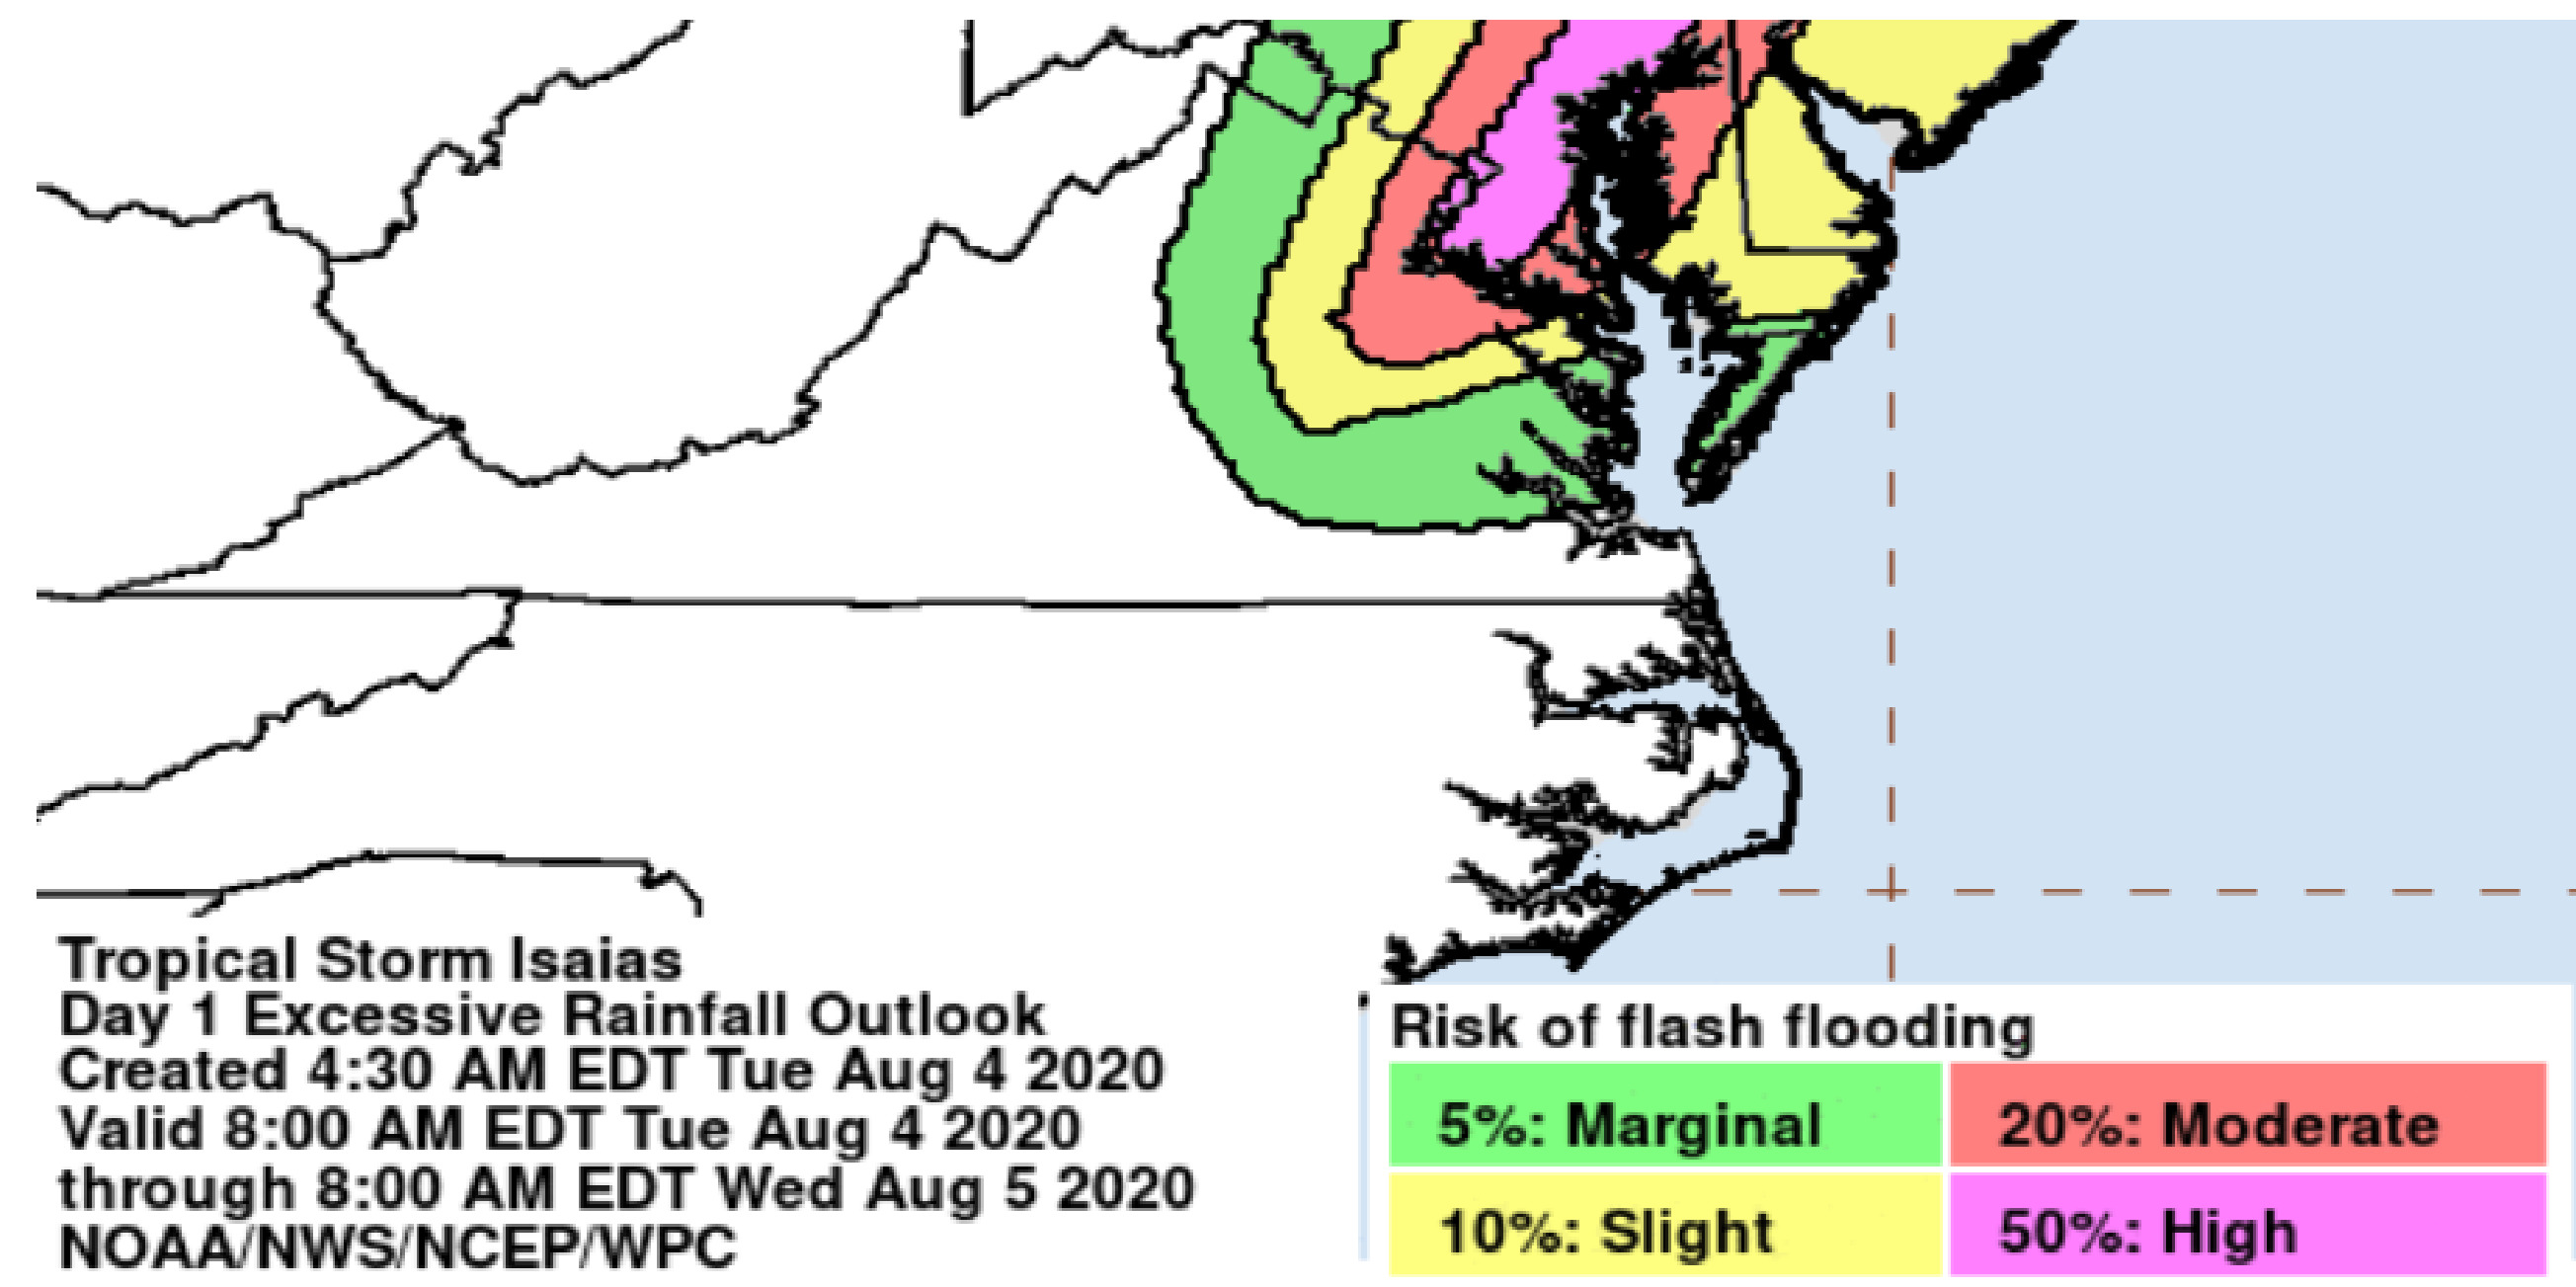 Tropical Storm Isaias
Day 1 Excessive Rainfall Outlook
Created 4:30 AM EDT Tue Aug 4 2020
Valid 8:00 AM EDT Tue Aug 4 2020
through 8:00 AM EDT Wed Aug 5 2020
NOAA/NWS/NCEP/WPC
Risk of flash flooding
5%: Marginal
20%: Moderate
10%: Slight
50%: High